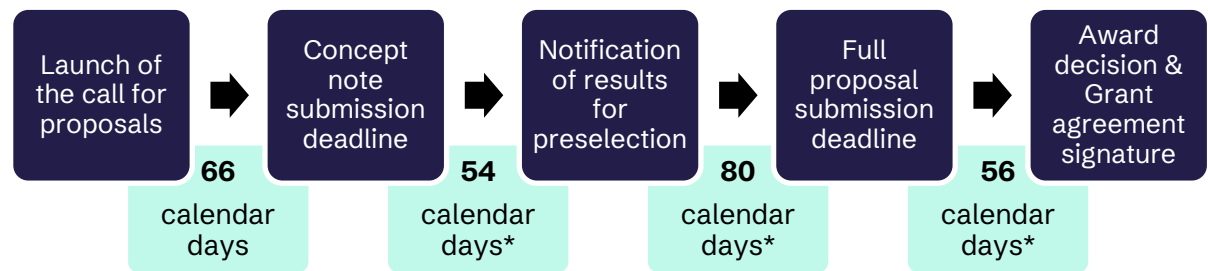 Launch of
the call for
proposals
Concept
note
submission
deadline
Notification
of results
for
preselection
Full
proposal
submission
deadline
Award
decision &
Grant
agreement
signature
66
calendar
days
54
calendar
days*
80
calendar
days*
56
calendar
days*